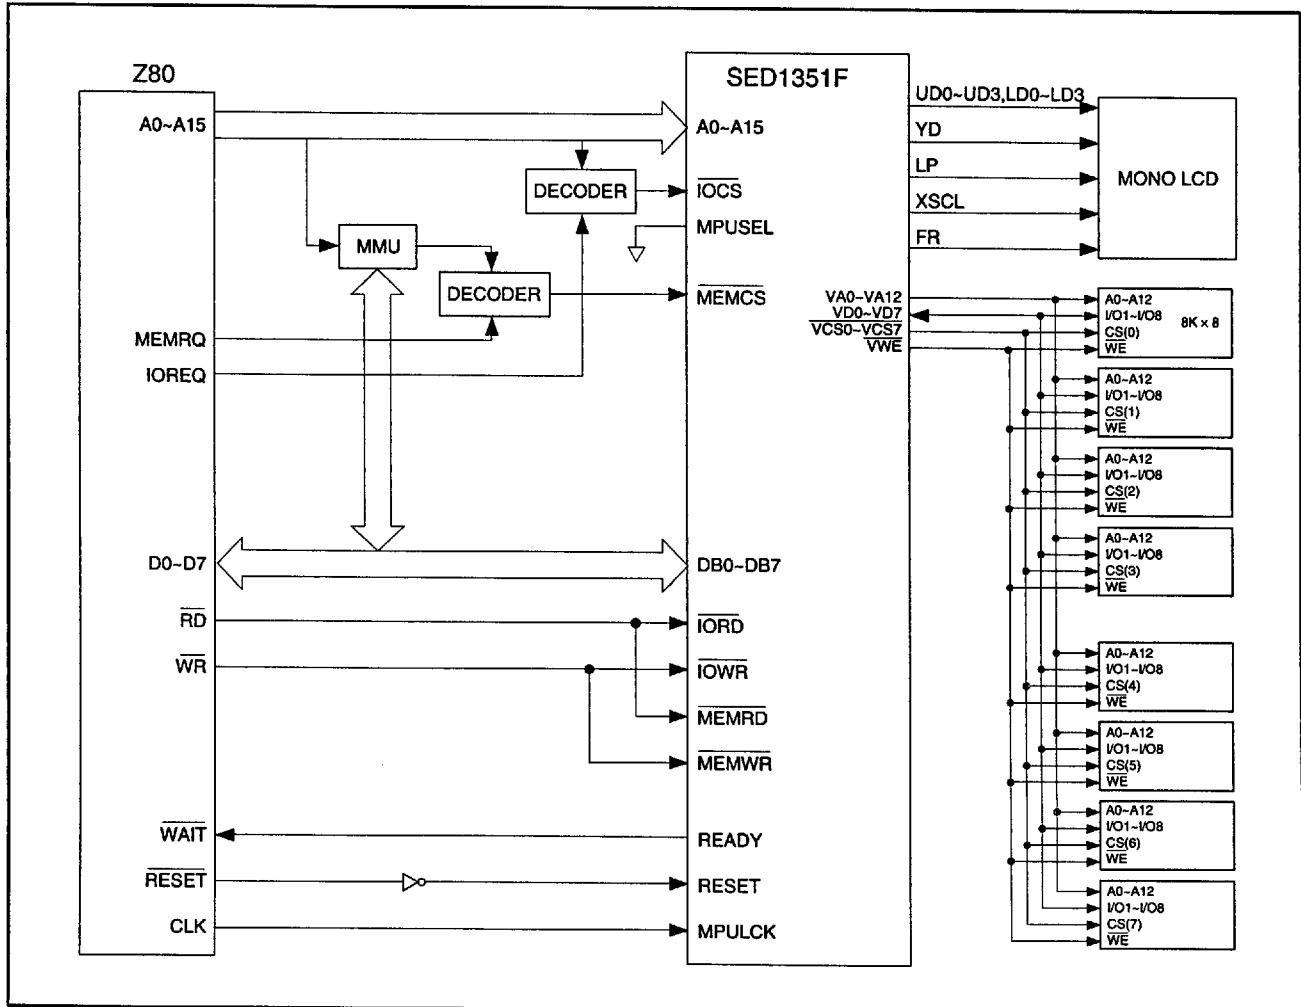 Z80
A0~A15
MEMRQ
IOREQ
D0~D7
RD
WR
WAIT
RESET
CLK
MMU
DECODER
DECODER
SED1351F
A0~A15
IOCS
MPUSEL
MEMCS
DB0~DB7
IORD
IOWR
MEMRD
MEMWR
READY
RESET
MPULCK
UD0~UD3,LD0~LD3
YD
LP
XSCL
FR
MONO LCD
VA0~VA12
VD0~VD7
VCS0~VCS7
VWE
A0~A12
I/O1~I/O8
CS(0)
WE
8K × 8
A0~A12
I/O1~I/O8
CS(1)
WE
A0~A12
I/O1~I/O8
CS(2)
WE
A0~A12
I/O1~I/O8
CS(3)
WE
A0~A12
I/O1~I/O8
CS(4)
WE
A0~A12
I/O1~I/O8
CS(5)
WE
A0~A12
I/O1~I/O8
CS(6)
WE
A0~A12
I/O1~I/O8
CS(7)
WE